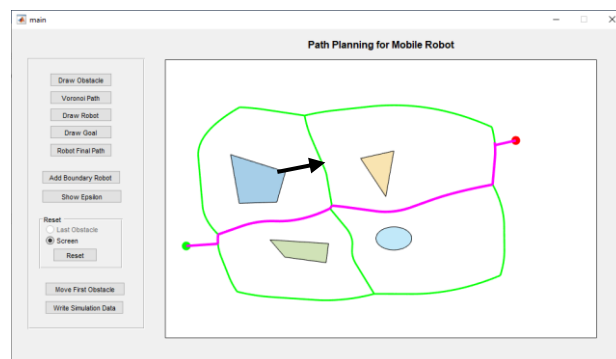 main
Path Planning for Mobile Robot
Draw Obstacle
Voronoi Path
Draw Robot
Draw Goal
Robot Final Path
Add Boundary Robot
Show Epsilon
Reset
Last Obstacle
Screen
Reset
Move First Obstacle
Write Simulation Data